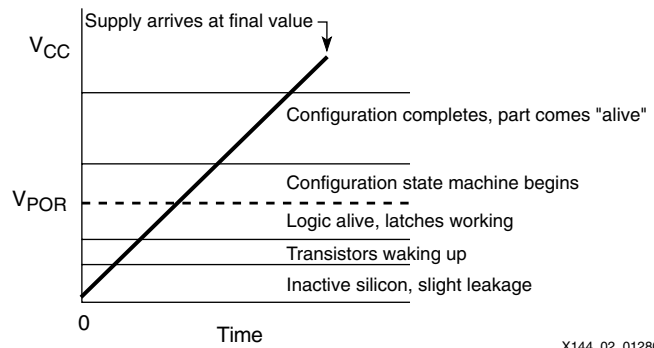 Supply arrives at final value
VCC
Configuration completes, part comes "alive"
Configuration state machine begins
VPOR
Logic alive, latches working
Transistors waking up
Inactive silicon, slight leakage
0
Time